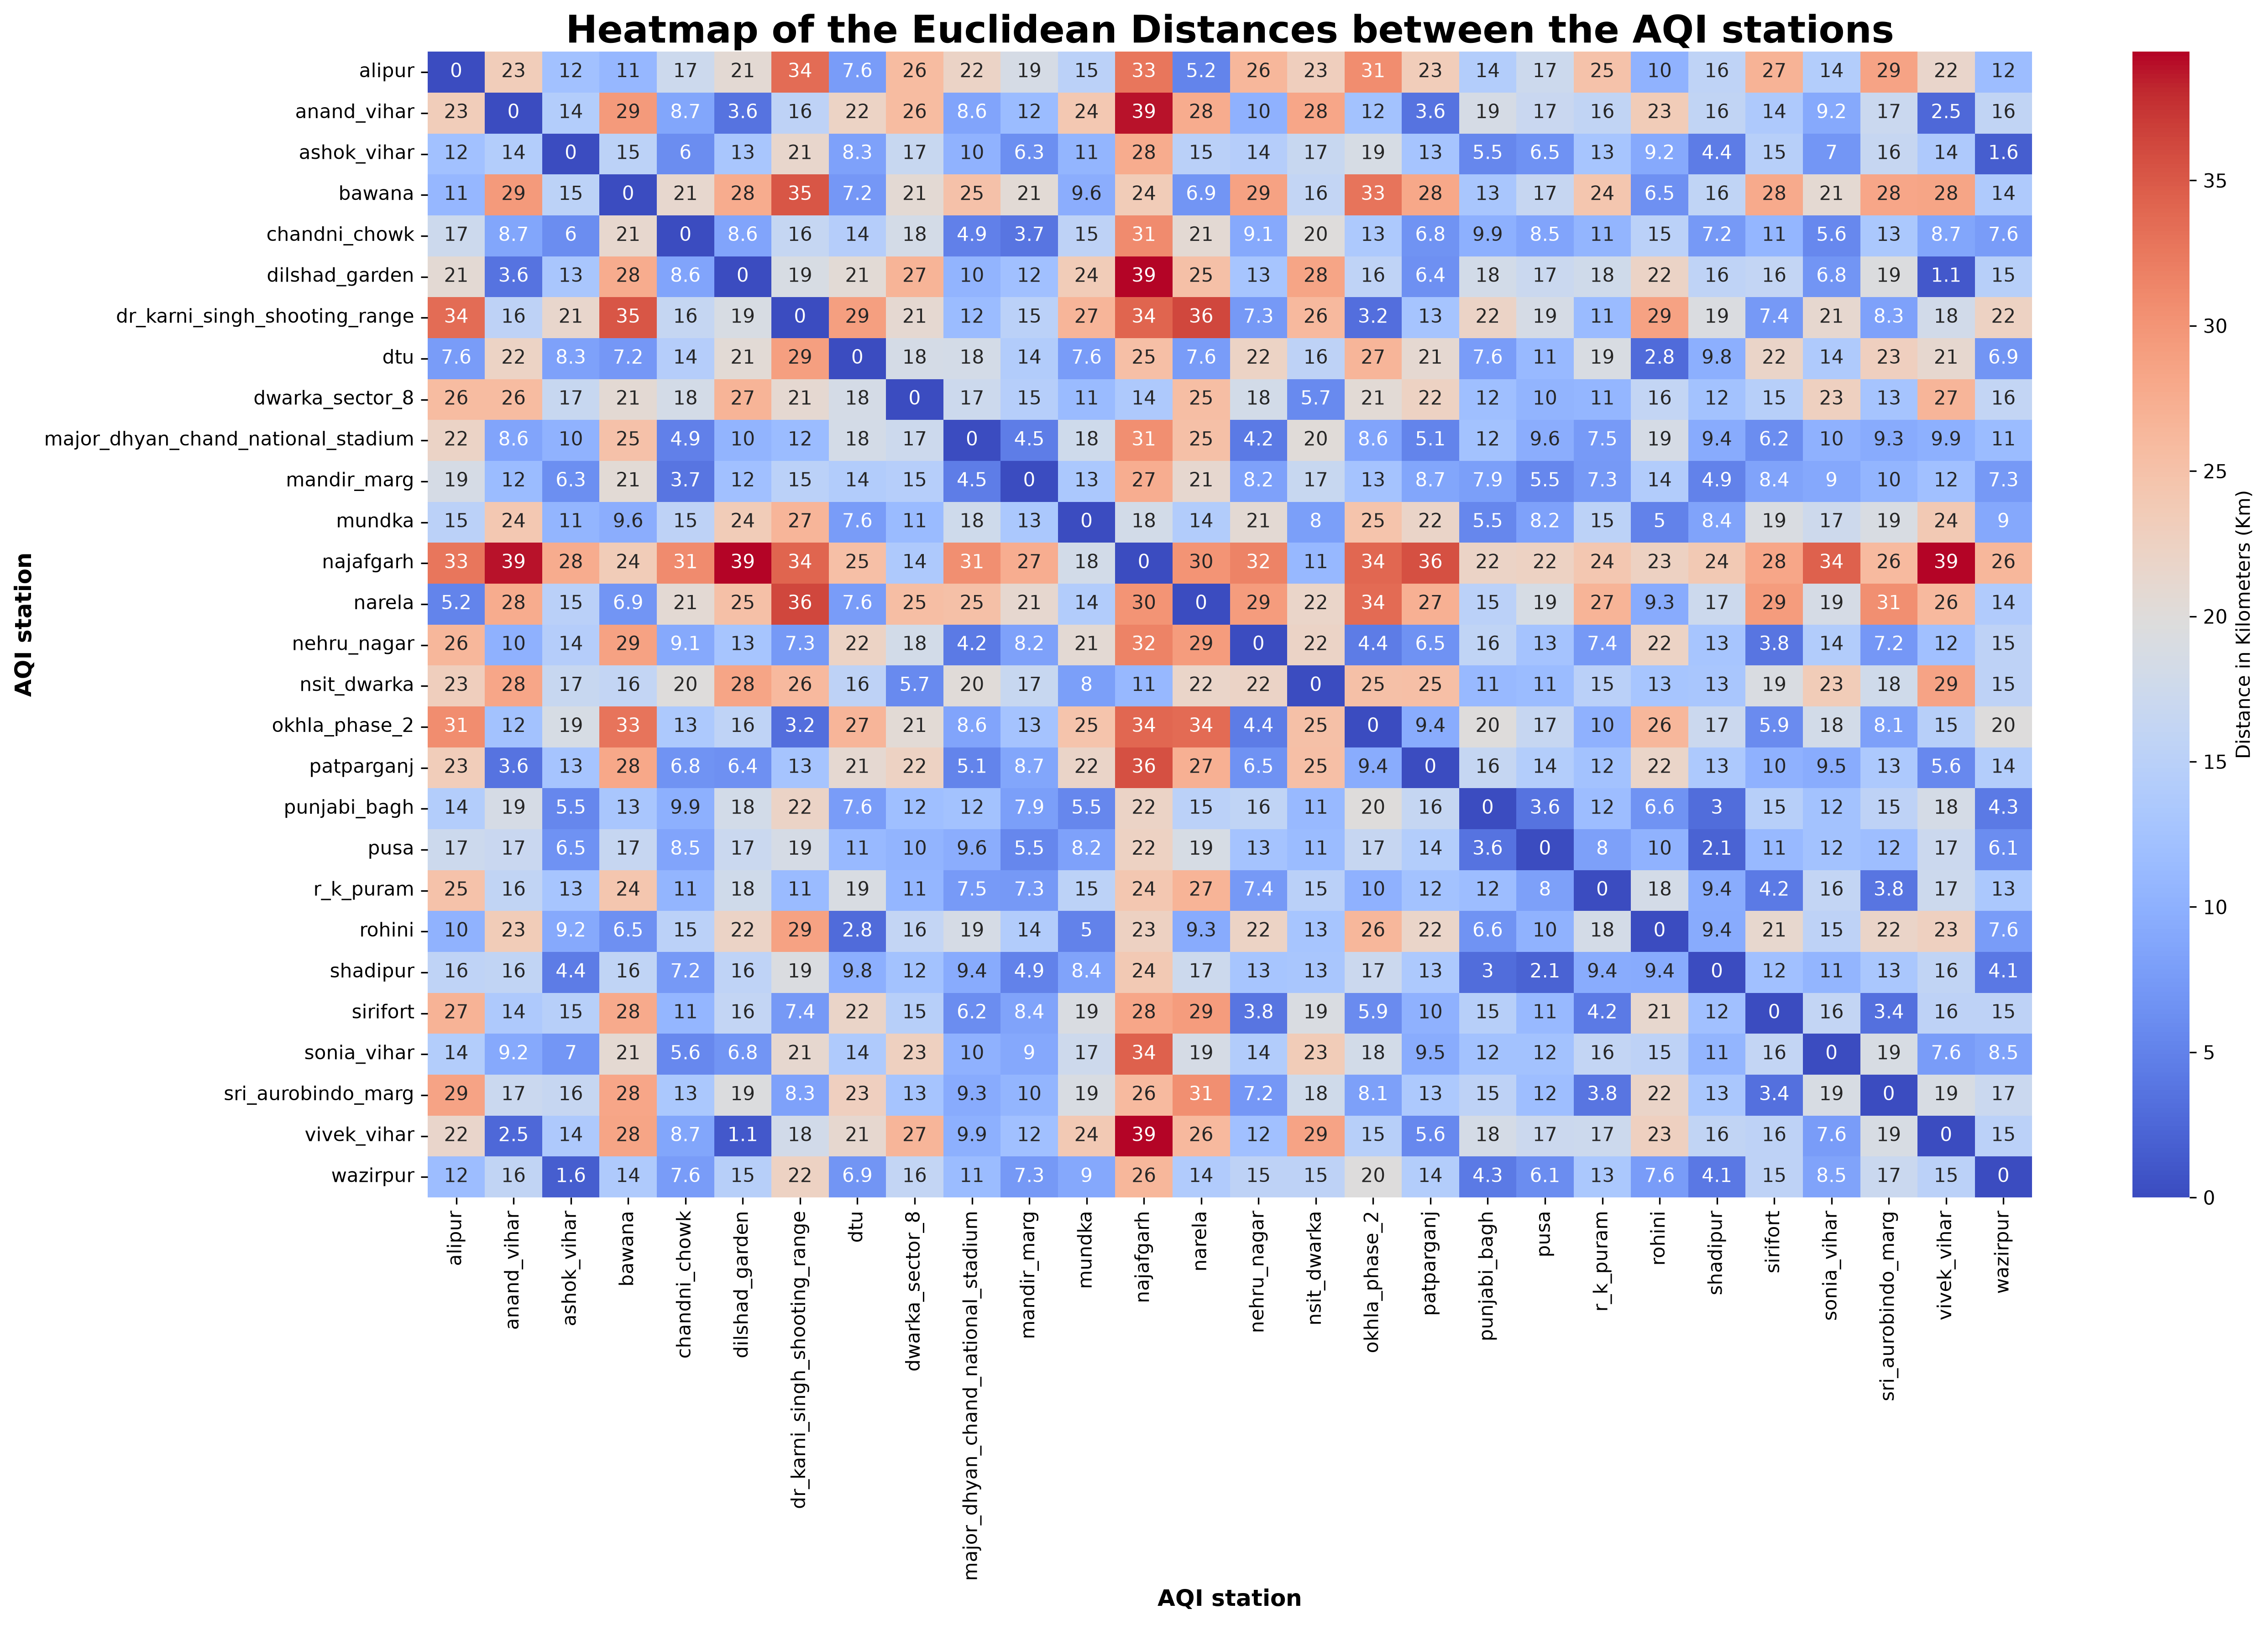 Heatmap of the Euclidean Distances between the AQI stations
alipur 0 23 12 11 17 21 34 7.6 26 22 19 15 33 5.2 26 23 31 23 14 17 25 10 16 27 14 29 22 12
anand_vihar 23 0 14 29 8.7 3.6 16 22 26 8.6 12 24 39 28 10 28 12 3.6 19 17 16 23 16 14 9.2 17 2.5 16
ashok_vihar 12 14 0 15 6 13 21 8.3 17 10 6.3 11 28 15 14 17 19 13 5.5 6.5 13 9.2 4.4 15 7 16 14 1.6
bawana 11 29 15 0 21 28 35 7.2 21 25 21 9.6 24 6.9 29 16 33 28 13 17 24 6.5 16 28 21 28 28 14
chandni_chowk 17 8.7 6 21 0 8.6 16 14 18 4.9 3.7 15 31 21 9.1 20 13 6.8 9.9 8.5 11 15 7.2 11 5.6 13 8.7 7.6
dilshad_garden 21 3.6 13 28 8.6 0 19 21 27 10 12 24 39 25 13 28 16 6.4 18 17 18 22 16 16 6.8 19 1.1 15
dr_karni_singh_shooting_range 34 16 21 35 16 19 0 29 21 12 15 27 34 36 7.3 26 3.2 13 22 19 11 29 19 7.4 21 8.3 18 22
dtu 7.6 22 8.3 7.2 14 21 29 0 18 18 14 7.6 25 7.6 22 16 27 21 7.6 11 19 2.8 9.8 22 14 23 21 6.9
dwarka_sector_8 26 26 17 21 18 27 21 18 0 17 15 11 14 25 18 5.7 21 22 12 10 11 16 12 15 23 13 27 16
major_dhyan_chand_national_stadium 22 8.6 10 25 4.9 10 12 18 17 0 4.5 18 31 25 4.2 20 8.6 5.1 12 9.6 7.5 19 9.4 6.2 10 9.3 9.9 11
mandir_marg 19 12 6.3 21 3.7 12 15 14 15 4.5 0 13 27 21 8.2 17 13 8.7 7.9 5.5 7.3 14 4.9 8.4 9 10 12 7.3
mundka 15 24 11 9.6 15 24 27 7.6 11 18 13 0 18 14 21 8 25 22 5.5 8.2 15 5 8.4 19 17 19 24 9
najafgarh 33 39 28 24 31 39 34 25 14 31 27 18 0 30 32 11 34 36 22 22 24 23 24 28 34 26 39 26
narela 5.2 28 15 6.9 21 25 36 7.6 25 25 21 14 30 0 29 22 34 27 15 19 27 9.3 17 29 19 31 26 14
nehru_nagar 26 10 14 29 9.1 13 7.3 22 18 4.2 8.2 21 32 29 0 22 4.4 6.5 16 13 7.4 22 13 3.8 14 7.2 12 15
nsit_dwarka 23 28 17 16 20 28 26 16 5.7 20 17 8 11 22 22 0 25 25 11 11 15 13 13 19 23 18 29 15
okhla_phase_2 31 12 19 33 13 16 3.2 27 21 8.6 13 25 34 34 4.4 25 0 9.4 20 17 10 26 17 5.9 18 8.1 15 20
patparganj 23 3.6 13 28 6.8 6.4 13 21 22 5.1 8.7 22 36 27 6.5 25 9.4 0 16 14 12 22 13 10 9.5 13 5.6 14
punjabi_bagh 14 19 5.5 13 9.9 18 22 7.6 12 12 7.9 5.5 22 15 16 11 20 16 0 3.6 12 6.6 3 15 12 15 18 4.3
pusa 17 17 6.5 17 8.5 17 19 11 10 9.6 5.5 8.2 22 19 13 11 17 14 3.6 0 8 10 2.1 11 12 12 17 6.1
r_k_puram 25 16 13 24 11 18 11 19 11 7.5 7.3 15 24 27 7.4 15 10 12 12 8 0 18 9.4 4.2 16 3.8 17 13
rohini 10 23 9.2 6.5 15 22 29 2.8 16 19 14 5 23 9.3 22 13 26 22 6.6 10 18 0 9.4 21 15 22 23 7.6
shadipur 16 16 4.4 16 7.2 16 19 9.8 12 9.4 4.9 8.4 24 17 13 13 17 13 3 2.1 9.4 9.4 0 12 11 13 16 4.1
sirifort 27 14 15 28 11 16 7.4 22 15 6.2 8.4 19 28 29 3.8 19 5.9 10 15 11 4.2 21 12 0 16 3.4 16 15
sonia_vihar 14 9.2 7 21 5.6 6.8 21 14 23 10 9 17 34 19 14 23 18 9.5 12 12 16 15 11 16 0 19 7.6 8.5
sri_aurobindo_marg 29 17 16 28 13 19 8.3 23 13 9.3 10 19 26 31 7.2 18 8.1 13 15 12 3.8 22 13 3.4 19 0 19 17
vivek_vihar 22 2.5 14 28 8.7 1.1 18 21 27 9.9 12 24 39 26 12 29 15 5.6 18 17 17 23 16 16 7.6 19 0 15
wazirpur 12 16 1.6 14 7.6 15 22 6.9 16 11 7.3 9 26 14 15 15 20 14 4.3 6.1 13 7.6 4.1 15 8.5 17 15 0
AQI station
alipur
anand_vihar
ashok_vihar
bawana
chandni_chowk
dilshad_garden
dr_karni_singh_shooting_range
dtu
dwarka_sector_8
major_dhyan_chand_national_stadium
mandir_marg
mundka
najafgarh
narela
nehru_nagar
nsit_dwarka
okhla_phase_2
patparganj
punjabi_bagh
pusa
r_k_puram
rohini
shadipur
sirifort
sonia_vihar
sri_aurobindo_marg
vivek_vihar
wazirpur
AQI station
35
30
25
20
15
10
5
0
Distance in Kilometers (Km)